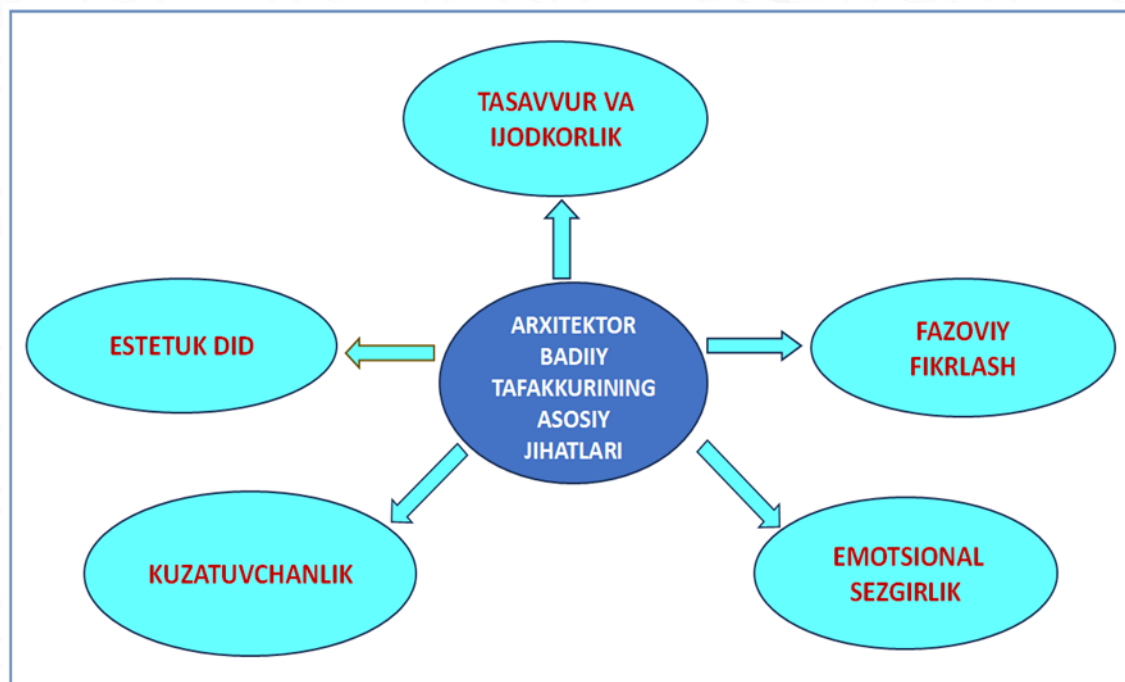 TASAVVUR VA
IJODKORLIK
ESTETUK DID
ARXITEKTOR
BADIIY
TAFAKKURINING
ASOSIY
JIHATLARI
FAZOVIY
FIKRLASH
KUZATUVCHANLIK
EMOTSIONAL
SEZGIRLIK